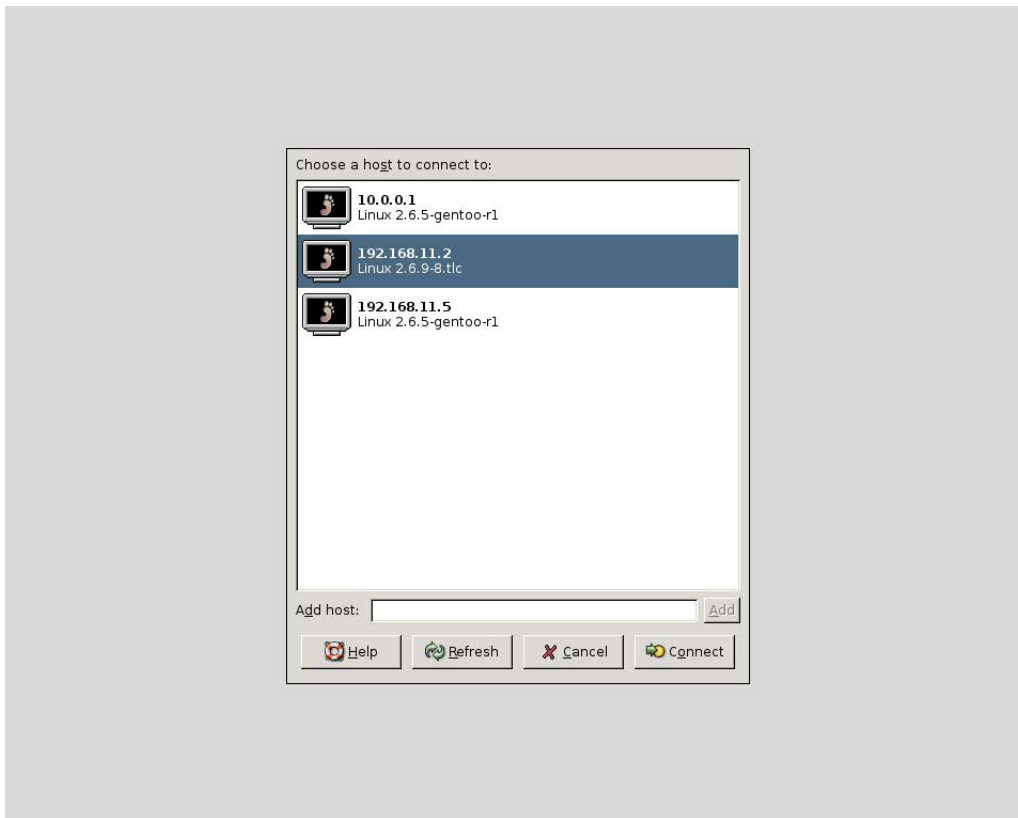 Choose a host to connect to:
10.0.0.1
Linux 2.6.5-gentoo-r1
192.168.11.2
Linux 2.6.9-8.tlc
192.168.11.5
Linux 2.6.5-gentoo-r1
Add host: Add
Help Refresh Cancel Connect